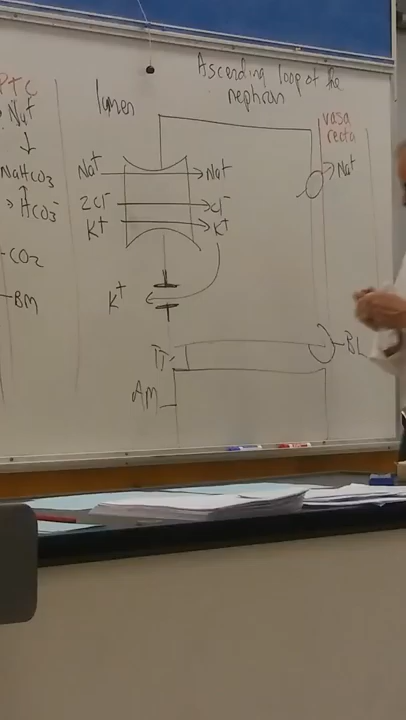 PTC
Na⁺
NaHCO3
HCO3⁻
CO2
BM
Ascending loop of the
nephron
lumen
vasa
recta
Na⁺
Na⁺
Na⁺
2Cl⁻
Cl⁻
K⁺
K⁺
K⁺
TJ
BL
AM